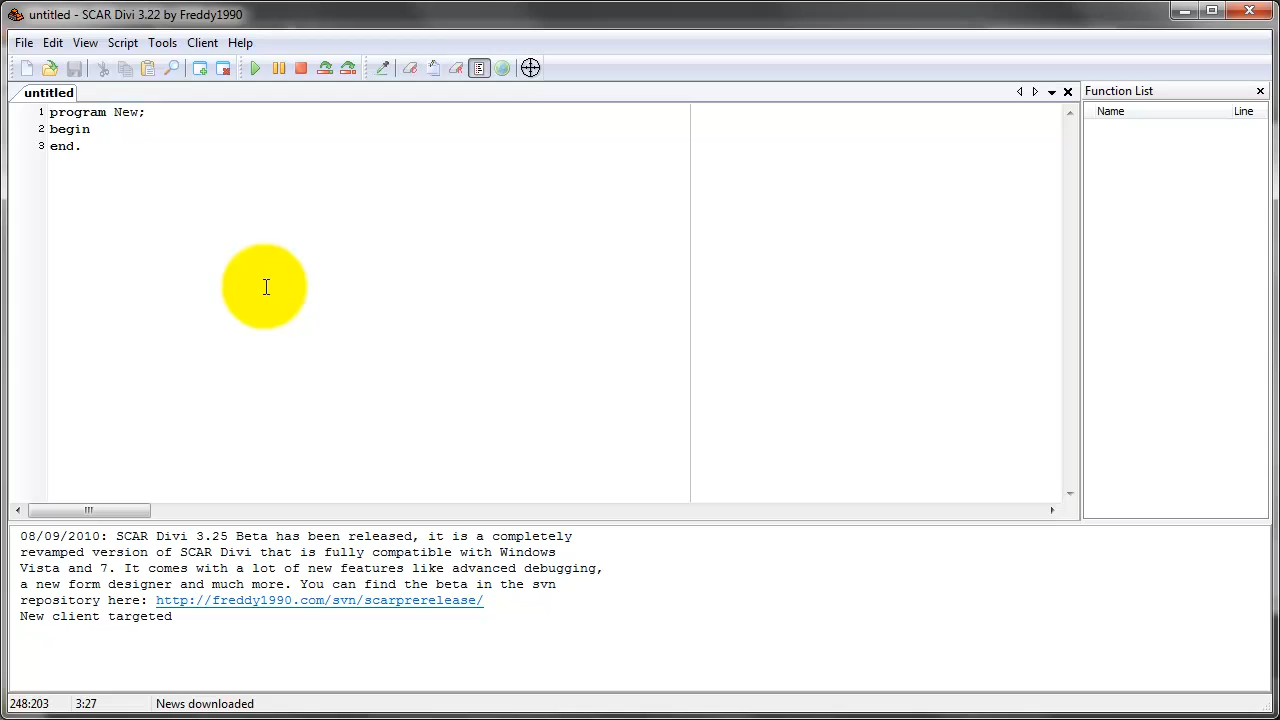 untitled - SCAR Divi 3.22 by Freddy1990
File Edit View Script Tools Client Help
untitled
Function List
Name Line
1 program New;
2 begin
3 end.
08/09/2010: SCAR Divi 3.25 Beta has been released, it is a completely
revamped version of SCAR Divi that is fully compatible with Windows
Vista and 7. It comes with a lot of new features like advanced debugging,
a new form designer and much more. You can find the beta in the svn
repository here: http://freddy1990.com/svn/scarprerelease/
New client targeted
248:203 3:27 News downloaded